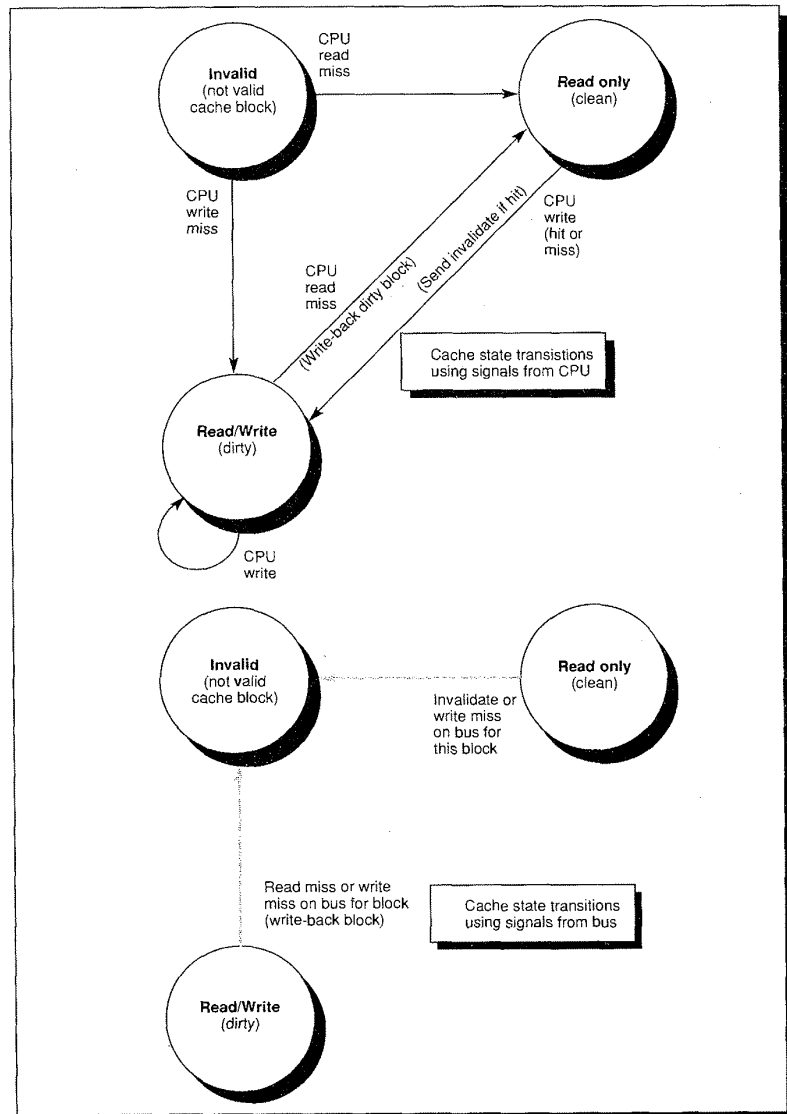 Invalid
(not valid
cache block)
CPU
read
miss
Read only
(clean)
CPU
write
miss
CPU
read
miss
(Write-back dirty block)
(Send invalidate if hit)
CPU
write
(hit or
miss)
Cache state transistions
using signals from CPU
Read/Write
(dirty)
CPU
write
Invalid
(not valid
cache block)
Read only
(clean)
Invalidate or
write miss
on bus for
this block
Read miss or write
miss on bus for block
(write-back block)
Cache state transitions
using signals from bus
Read/Write
(dirty)